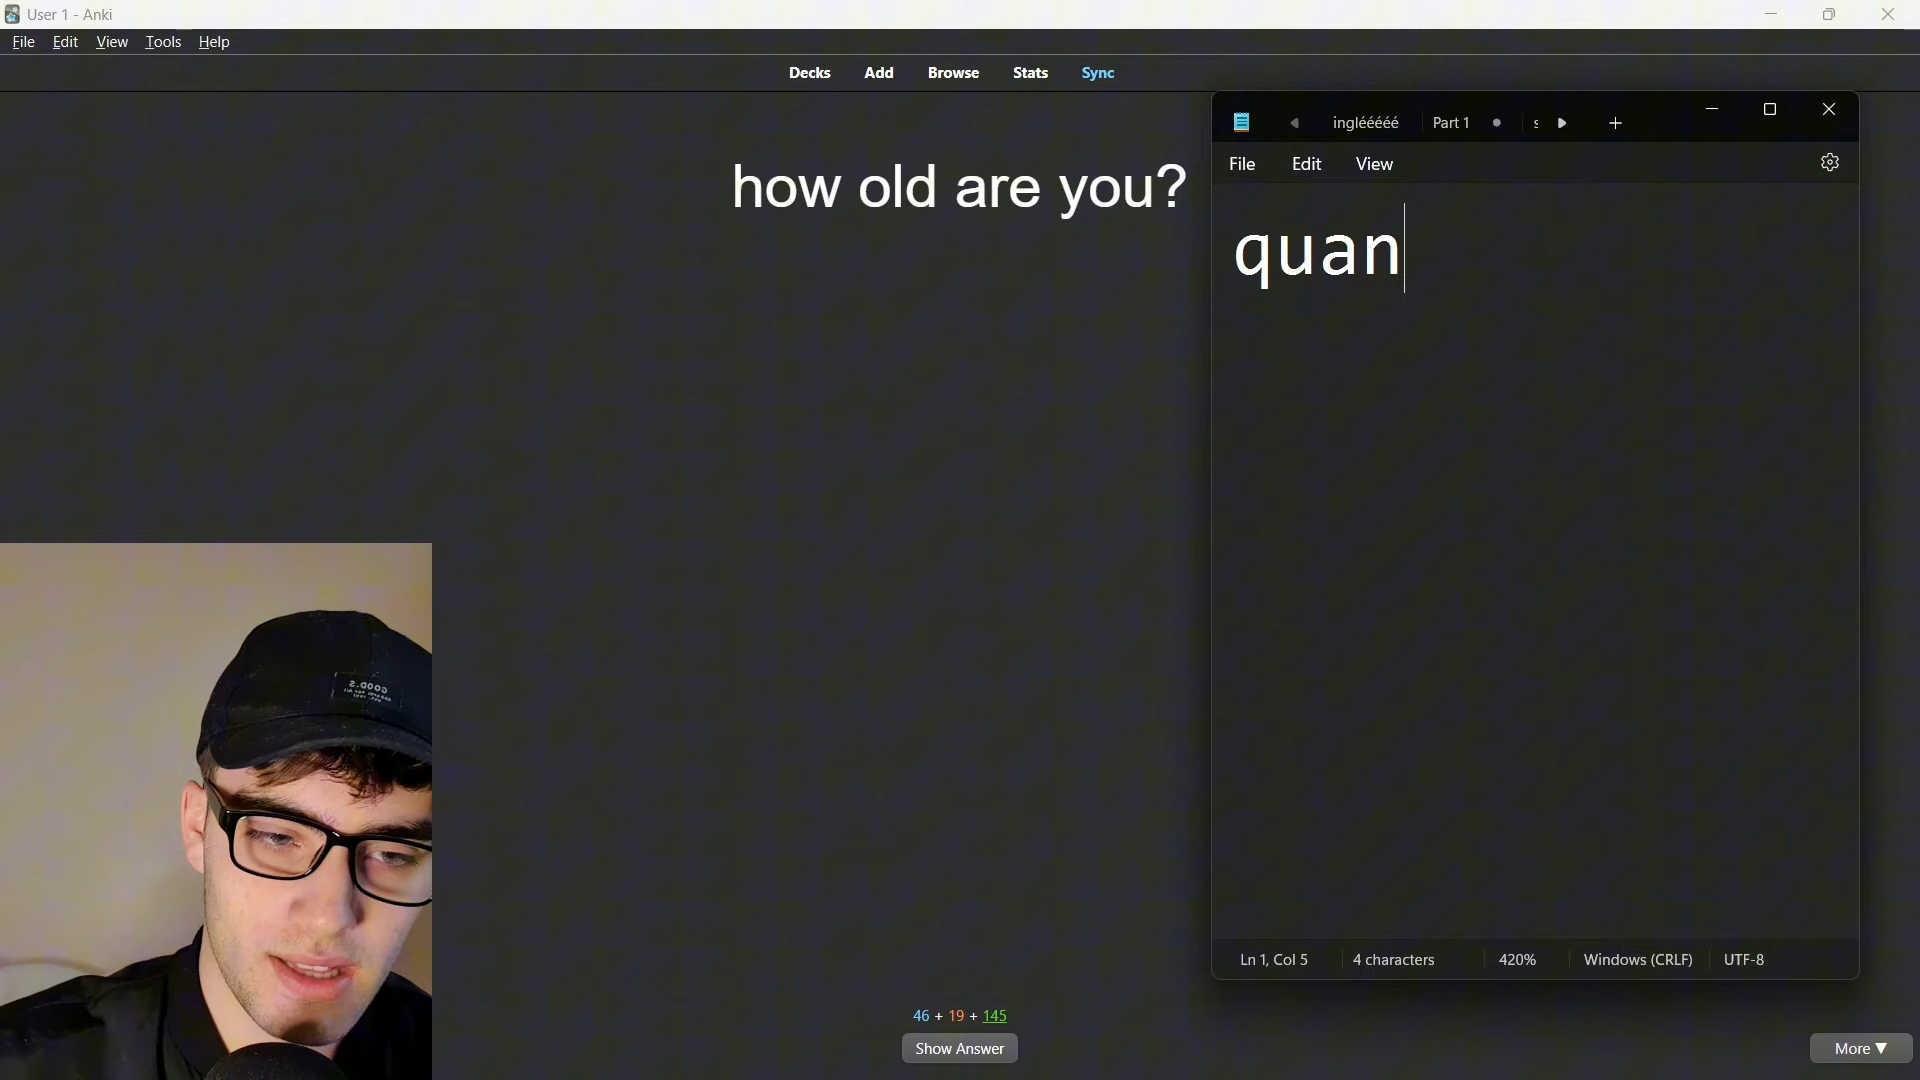 User 1 - Anki
File Edit View Tools Help
Decks Add Browse Stats Sync
how old are you?
ingléééé Part 1
File Edit View
quan
Ln 1, Col 5 4 characters 420% Windows (CRLF) UTF-8
46 + 19 + 145
Show Answer
More